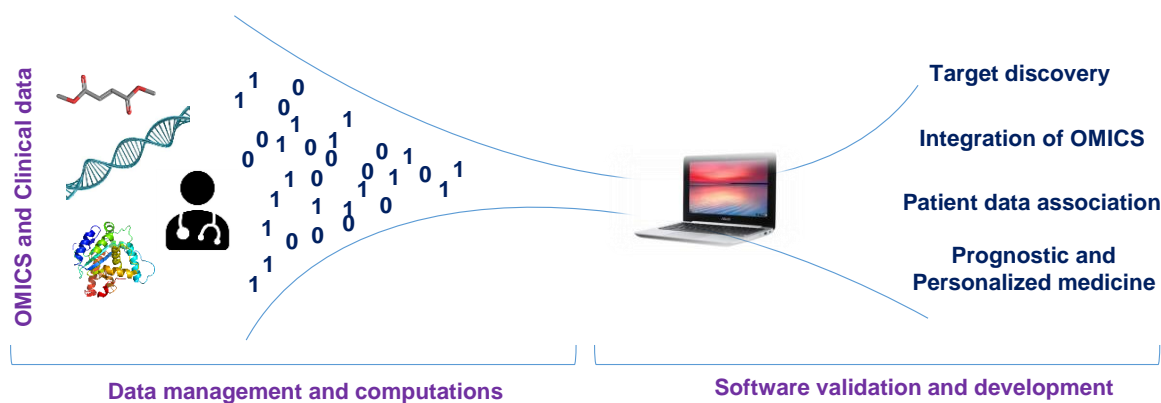 OMICS and Clinical data
1 0
1 0
1 1
0 1 0 1
0 1 0 0 1
1 0 0 1 0 1
1 1 1 1
1 1 0
1 0 0 0
1
1
Target discovery
Integration of OMICS
Patient data association
Prognostic and
Personalized medicine
Data management and computations
Software validation and development